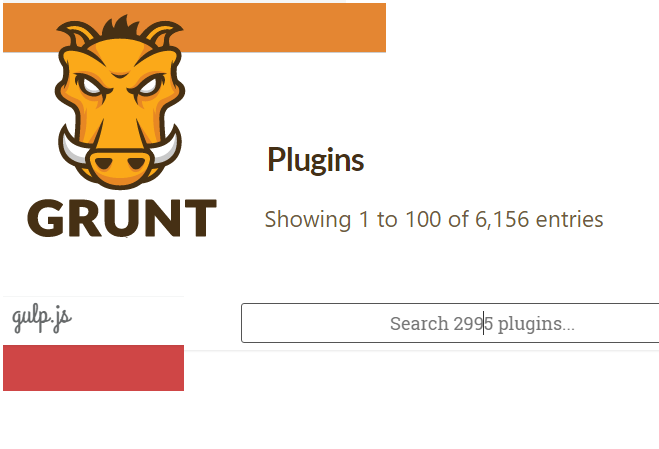 GRUNT
Plugins
Showing 1 to 100 of 6,156 entries
gulp.js
Search 2995 plugins...